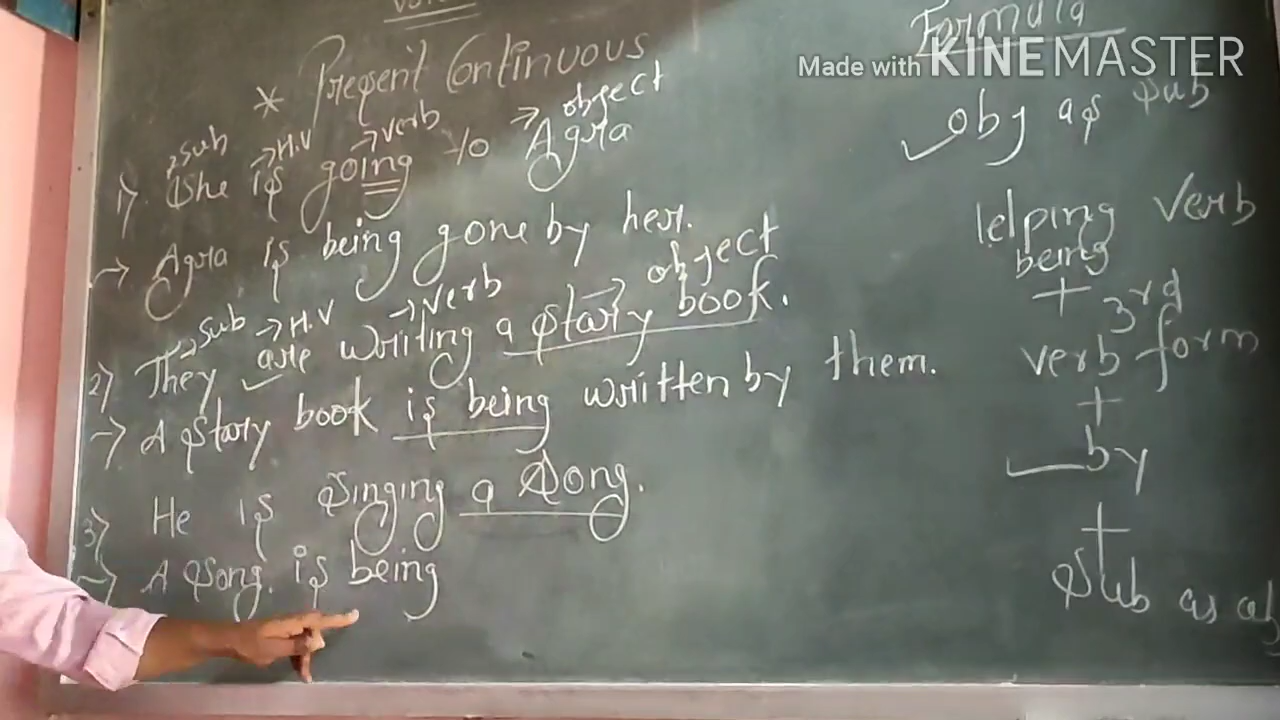 Formula
Made with KINEMASTER
* Present Continuous
sub H.V verb object
1) She is going to Agra
→ Agra is being gone by her.
sub H.V verb object
2) They are writing a stary book.
→ A stary book is being written by them.
3) He is singing a Song.
→ A Song. is being
obj as sub
helping verb
being
+ 3rd
verb form
+
by
+
sub as obj